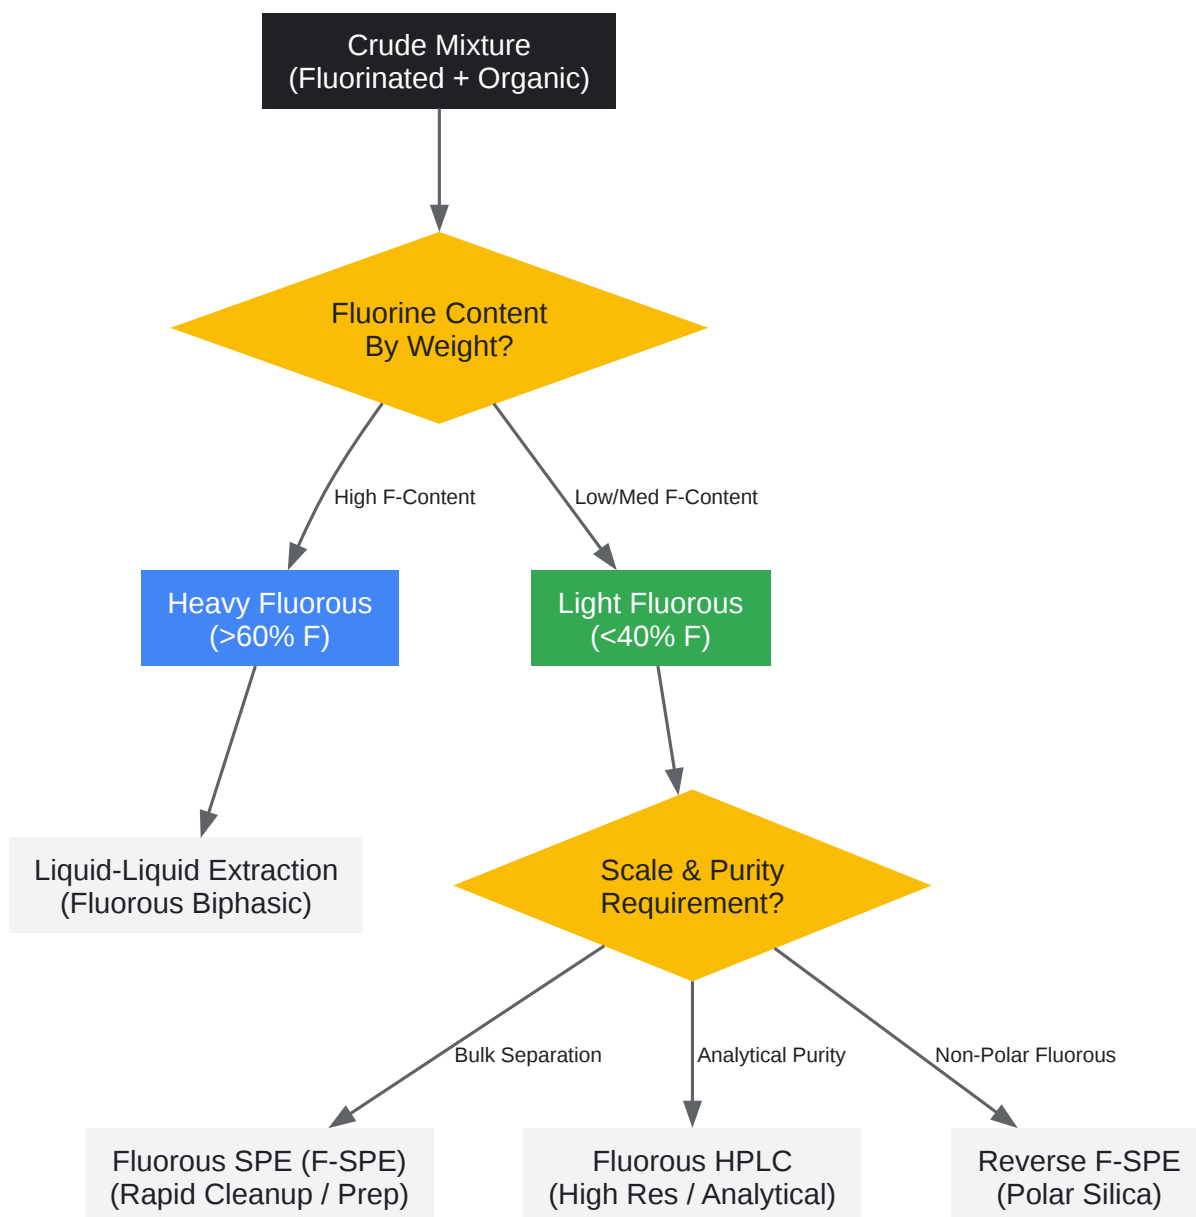 Crude Mixture
(Fluorinated + Organic)
Fluorine Content
By Weight?
High F-Content
Low/Med F-Content
Heavy Fluorous
(>60% F)
Light Fluorous
(<40% F)
Liquid-Liquid Extraction
(Fluorous Biphasic)
Scale & Purity
Requirement?
Bulk Separation
Analytical Purity
Non-Polar Fluorous
Fluorous SPE (F-SPE)
(Rapid Cleanup / Prep)
Fluorous HPLC
(High Res / Analytical)
Reverse F-SPE
(Polar Silica)